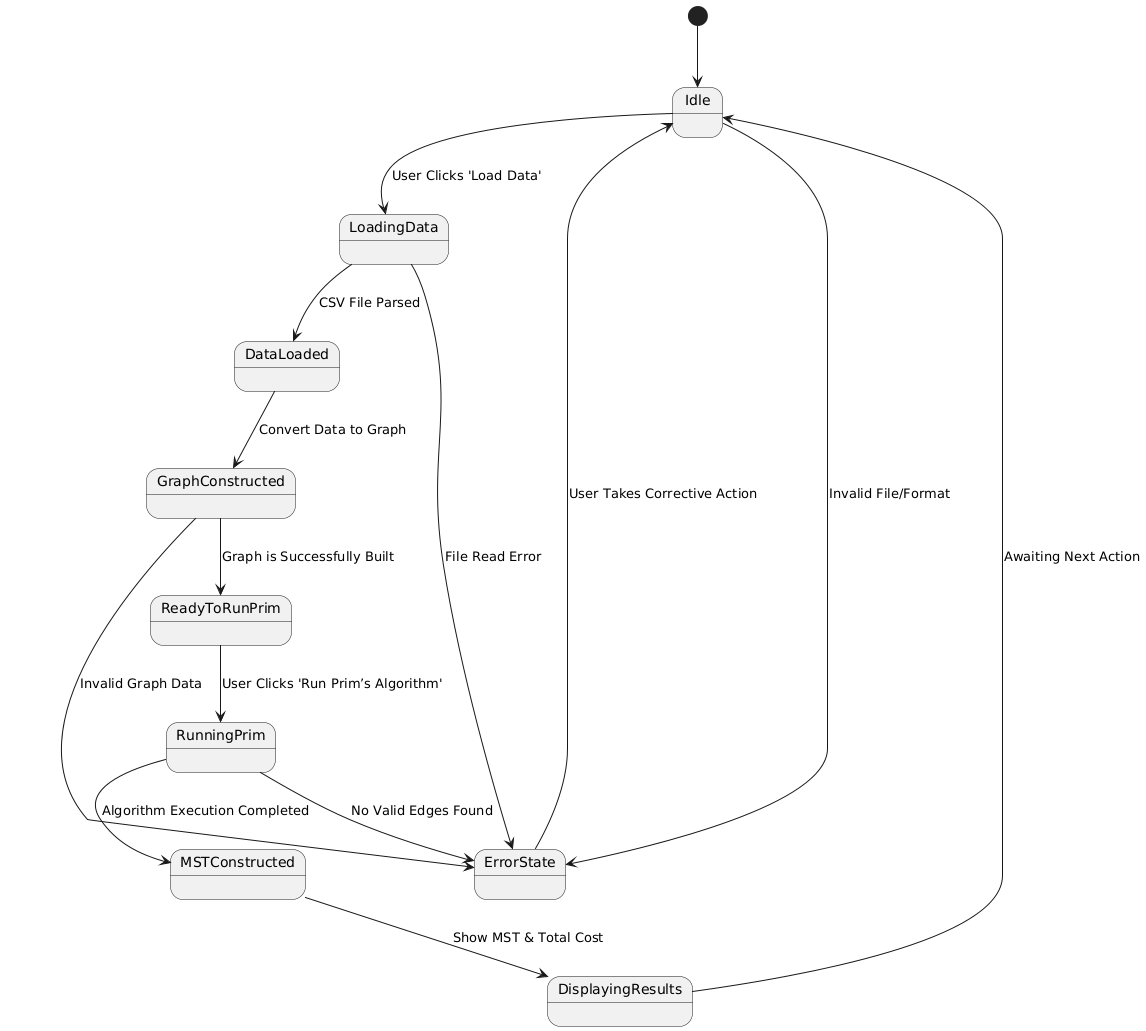 Idle
User Clicks 'Load Data'
LoadingData
CSV File Parsed
DataLoaded
Convert Data to Graph
GraphConstructed
User Takes Corrective Action
Invalid File/Format
Graph is Successfully Built
File Read Error
Awaiting Next Action
ReadyToRunPrim
Invalid Graph Data
User Clicks 'Run Prim’s Algorithm'
RunningPrim
Algorithm Execution Completed
No Valid Edges Found
MSTConstructed
ErrorState
Show MST & Total Cost
DisplayingResults